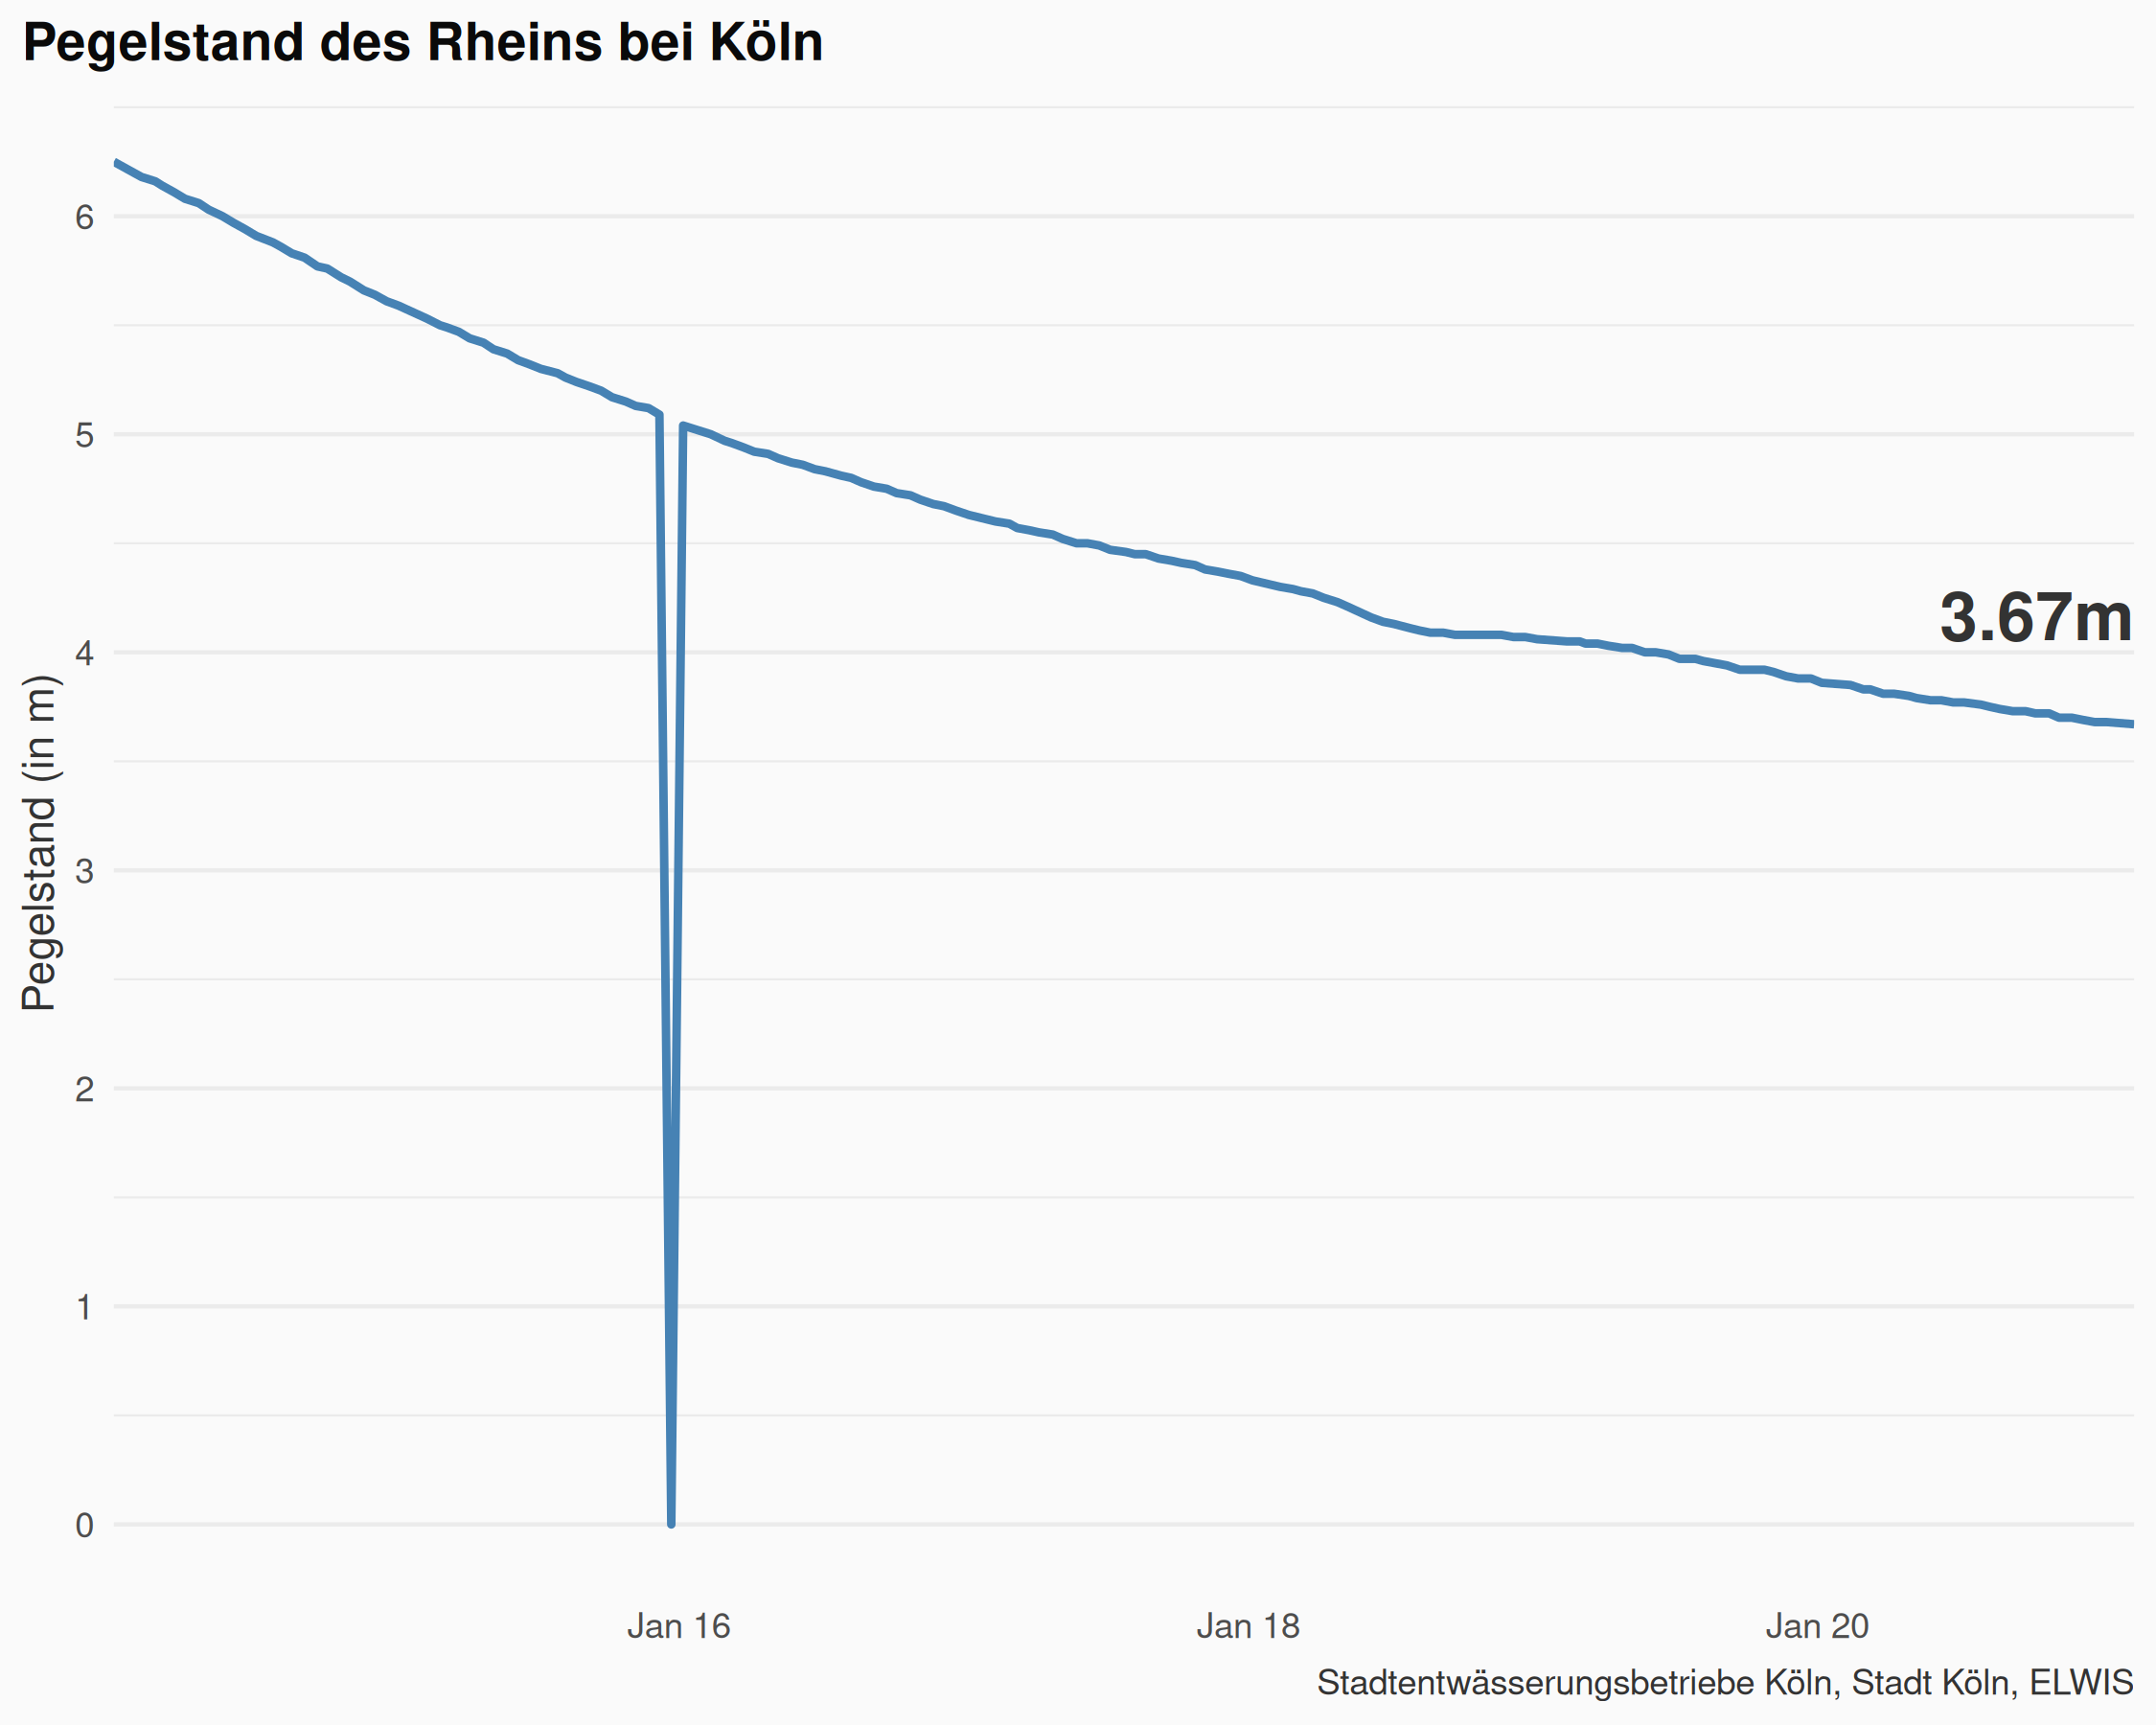 Pegelstand des Rheins bei Köln
Pegelstand (in m)
6
5
4
3
2
1
0
3.67m
Jan 16
Jan 18
Jan 20
Stadtentwässerungsbetriebe Köln, Stadt Köln, ELWIS